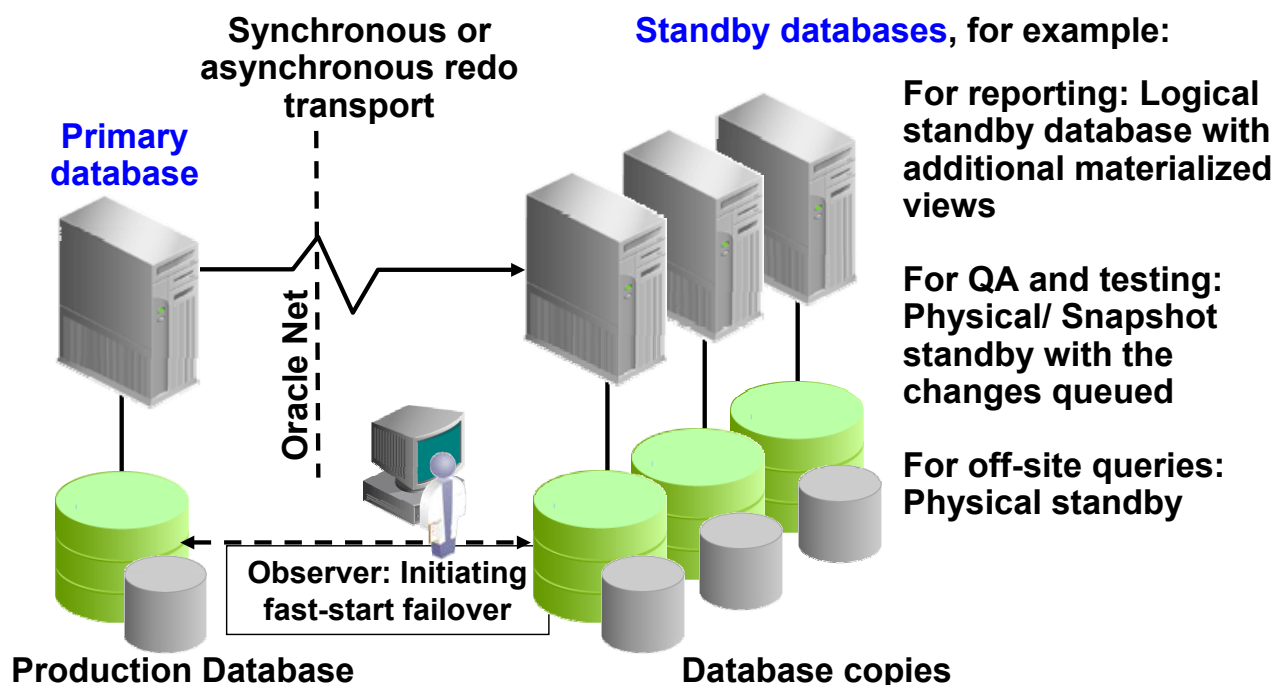 Synchronous or
asynchronous redo
transport
Standby databases, for example:
Primary
database
For reporting: Logical
standby database with
additional materialized
views
For QA and testing:
Physical/ Snapshot
standby with the
changes queued
For off-site queries:
Physical standby
Oracle Net
Observer: Initiating
fast-start failover
Production Database
Database copies